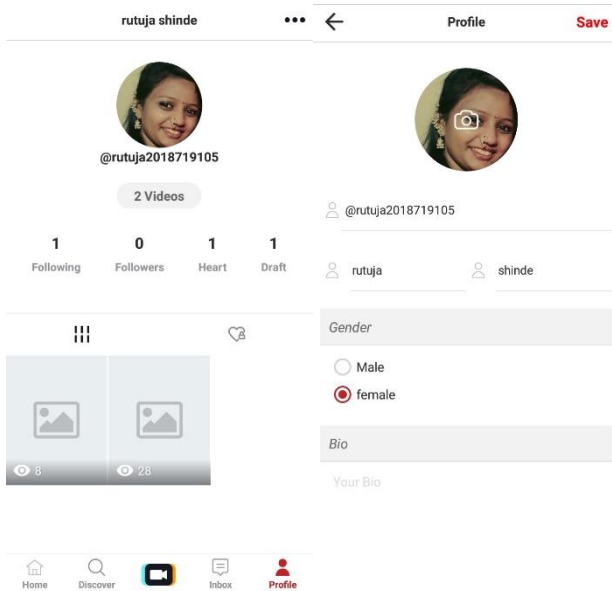 rutuja shinde
@rutuja2018719105
2 Videos
1 0 1 1
Following Followers Heart Draft
8 28
Home Discover Inbox Profile
Profile Save
@rutuja2018719105
rutuja shinde
Gender
Male
female
Bio
Your Bio